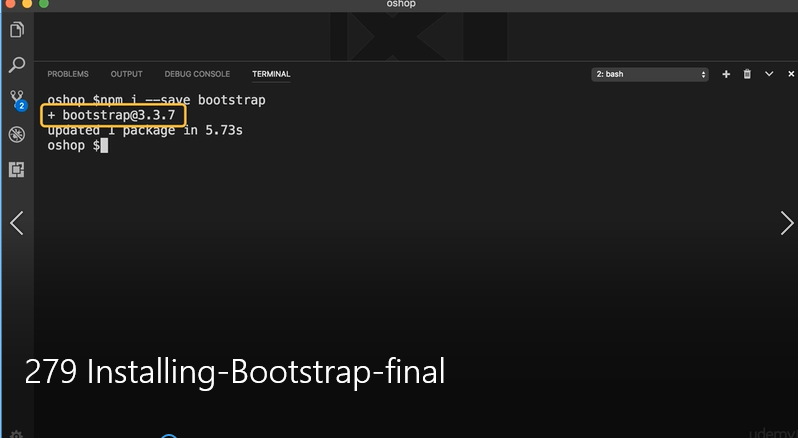 oshop
PROBLEMS OUTPUT DEBUG CONSOLE TERMINAL 2: bash
oshop $npm i --save bootstrap
+ bootstrap@3.3.7
updated 1 package in 5.73s
oshop $
2
279 Installing-Bootstrap-final
udemy